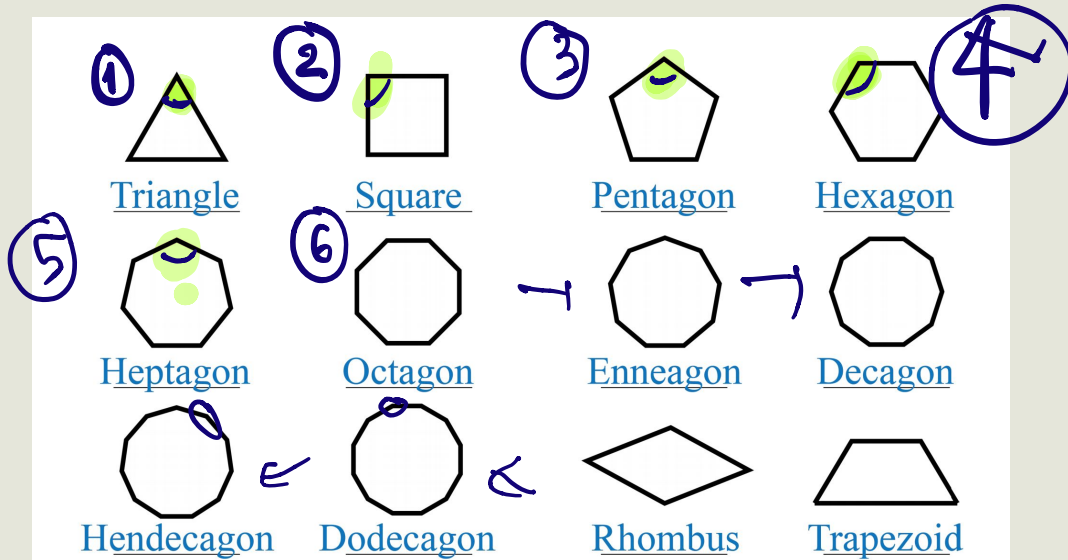 1 2 3 4
Triangle Square Pentagon Hexagon
5 6
Heptagon Octagon Enneagon Decagon
Hendecagon Dodecagon Rhombus Trapezoid